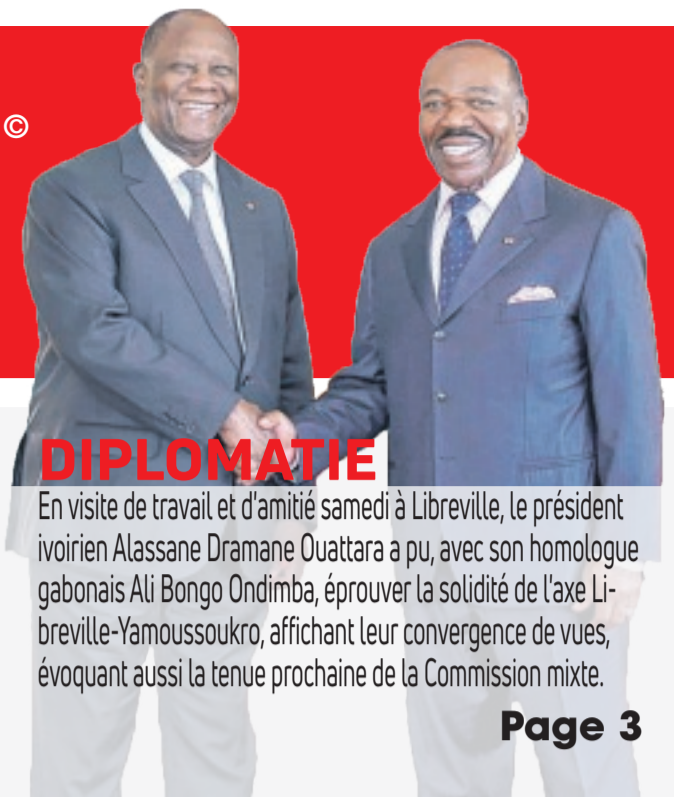 ©
DIPLOMATIE
En visite de travail et d'amitié samedi à Libreville, le président
ivoirien Alassane Dramane Ouattara a pu, avec son homologue
gabonais Ali Bongo Ondimba, éprouver la solidité de l'axe Li-
breville-Yamoussoukro, affichant leur convergence de vues,
évoquant aussi la tenue prochaine de la Commission mixte.
Page 3